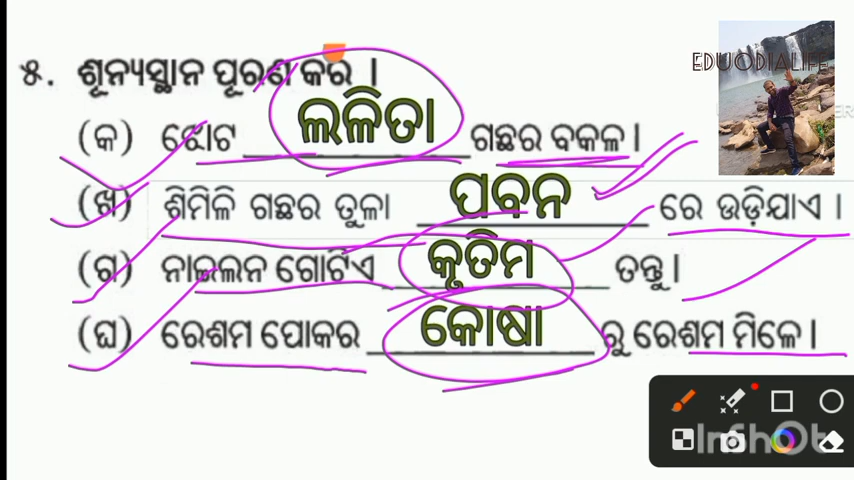 EDUODIALIFE
୫. ଶୂନ୍ୟସ୍ଥାନ ପୂରଣ କର ।
(କ) ଝୋଟ ଲଳିତା ଗଛର ବକଳ ।
(ଖ) ଶିମିଳି ଗଛର ତୁଳା ପବନ ରେ ଉଡ଼ିଯାଏ ।
(ଗ) ନାଇଲନ ଗୋଟିଏ କୃତିମ ତନ୍ତୁ ।
(ଘ) ରେଶମ ପୋକର କୋଷା ରୁ ରେଶମ ମିଳେ ।
InShOt